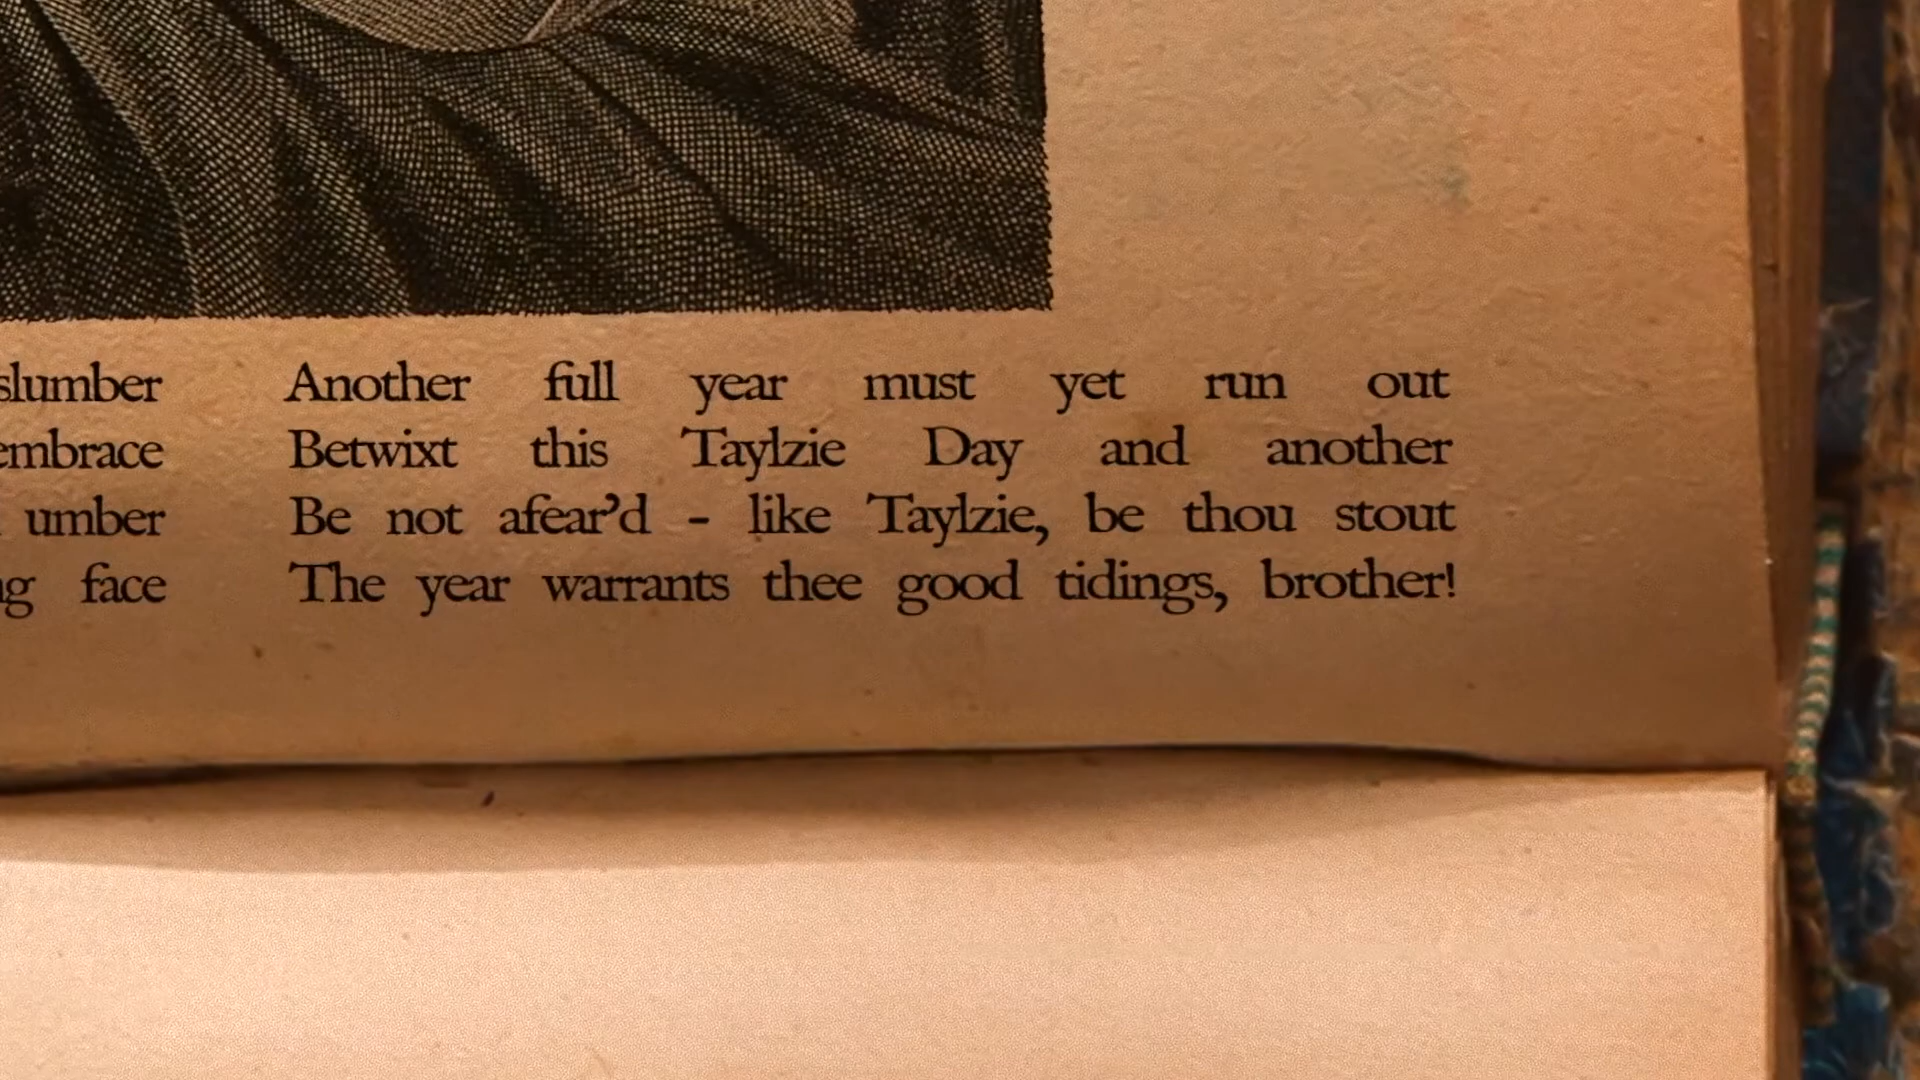 slumber Another full year must yet run out
embrace Betwixt this Taylzie Day and another
umber Be not afear’d - like Taylzie, be thou stout
face The year warrants thee good tidings, brother!